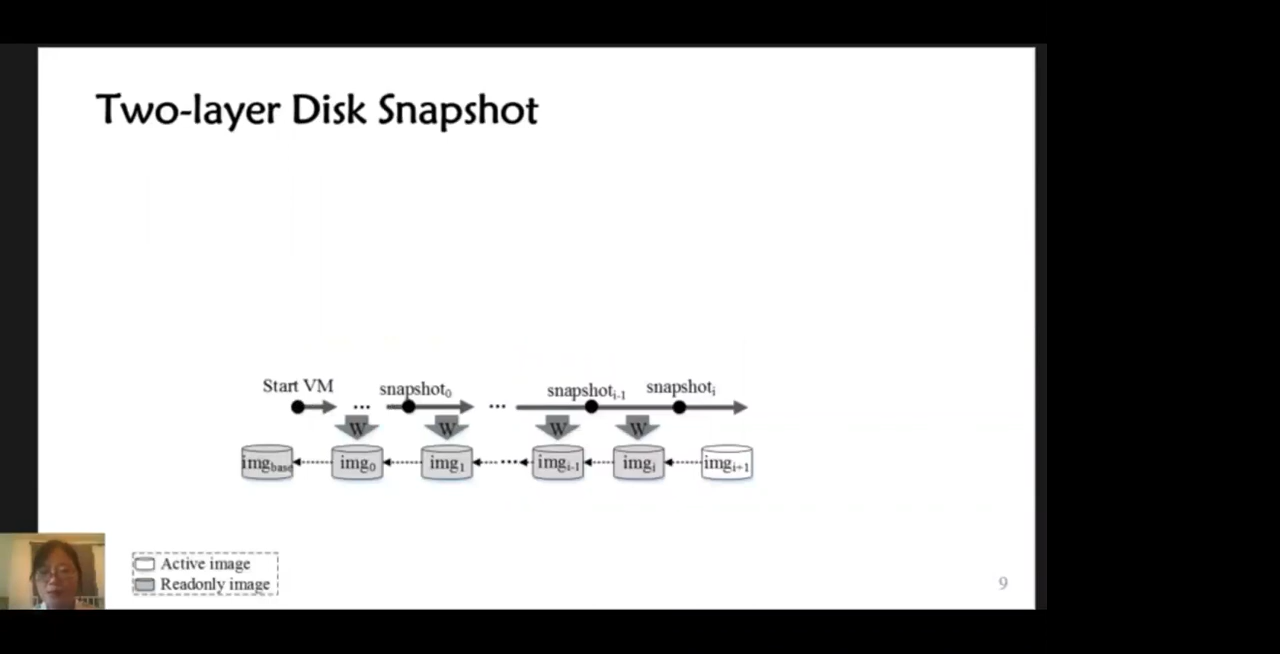 Two-layer Disk Snapshot
Start VM ... snapshot0 ... snapshoti-1 snapshoti
W W W W
imgbase img0 img1 ... imgi-1 imgi imgi+1
Active image
Readonly image
9